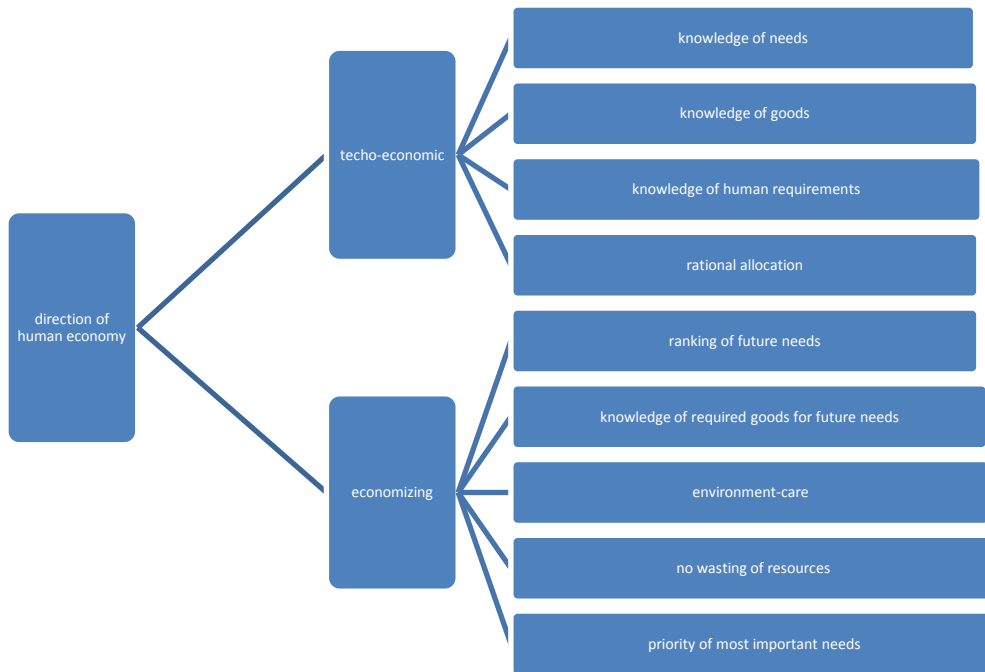 direction of
human economy
techo-economic
knowledge of needs
knowledge of goods
knowledge of human requirements
rational allocation
economizing
ranking of future needs
knowledge of required goods for future needs
environment-care
no wasting of resources
priority of most important needs